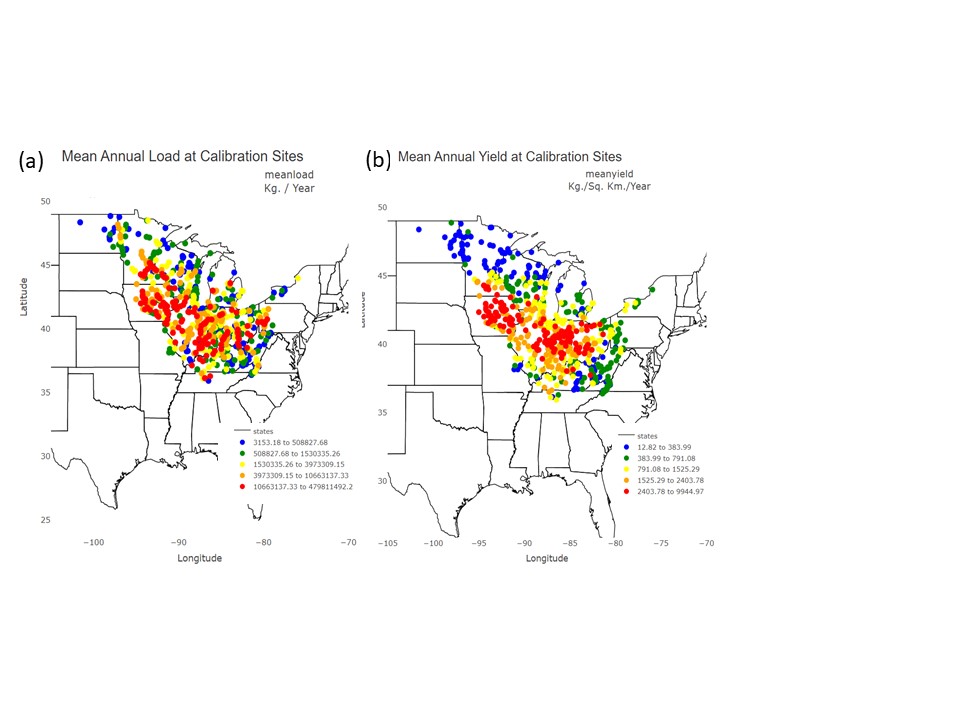 (a) Mean Annual Load at Calibration Sites
meanload
Kg. / Year
50
45
40
35
30
25
Latitude
−100
−90
−80
−70
Longitude
states
3153.18 to 508827.68
508827.68 to 1530335.26
1530335.26 to 3973309.15
3973309.15 to 10663137.33
10663137.33 to 479811492.2
(b) Mean Annual Yield at Calibration Sites
meanyield
Kg./Sq. Km./Year
50
45
40
35
30
−105
−100
−95
−90
−85
−80
−75
−70
Longitude
states
12.82 to 383.99
383.99 to 791.08
791.08 to 1525.29
1525.29 to 2403.78
2403.78 to 9944.97